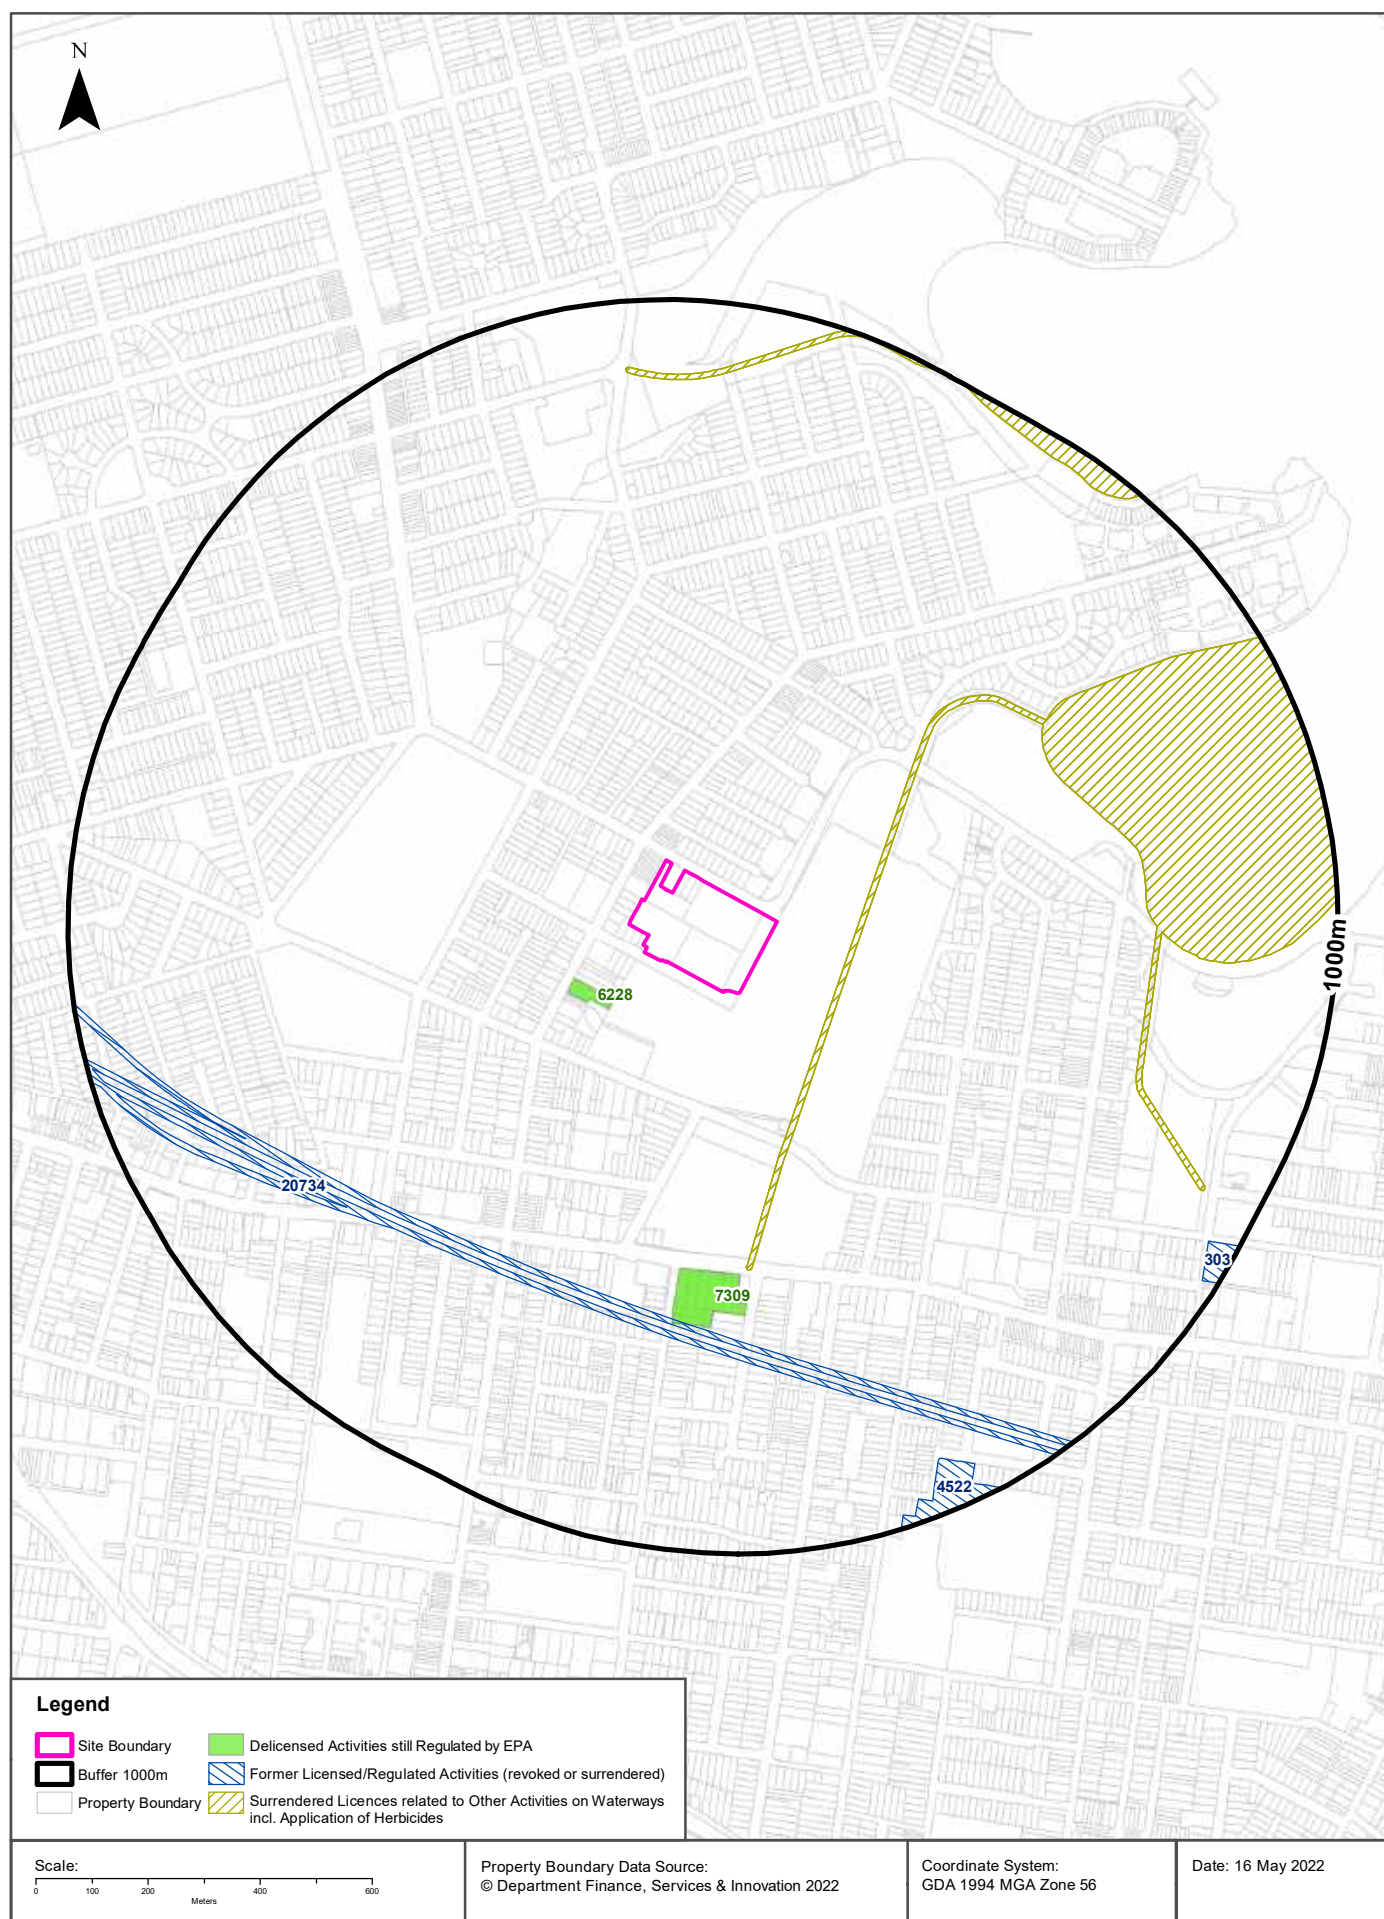 N
1000m
6228
20734
303
7309
4522
Legend
Site Boundary
Delicensed Activities still Regulated by EPA
Buffer 1000m
Former Licensed/Regulated Activities (revoked or surrendered)
Property Boundary
Surrendered Licences related to Other Activities on Waterways
incl. Application of Herbicides
Scale:
0 100 200 400 600
Meters
Property Boundary Data Source:
© Department Finance, Services & Innovation 2022
Coordinate System:
GDA 1994 MGA Zone 56
Date: 16 May 2022